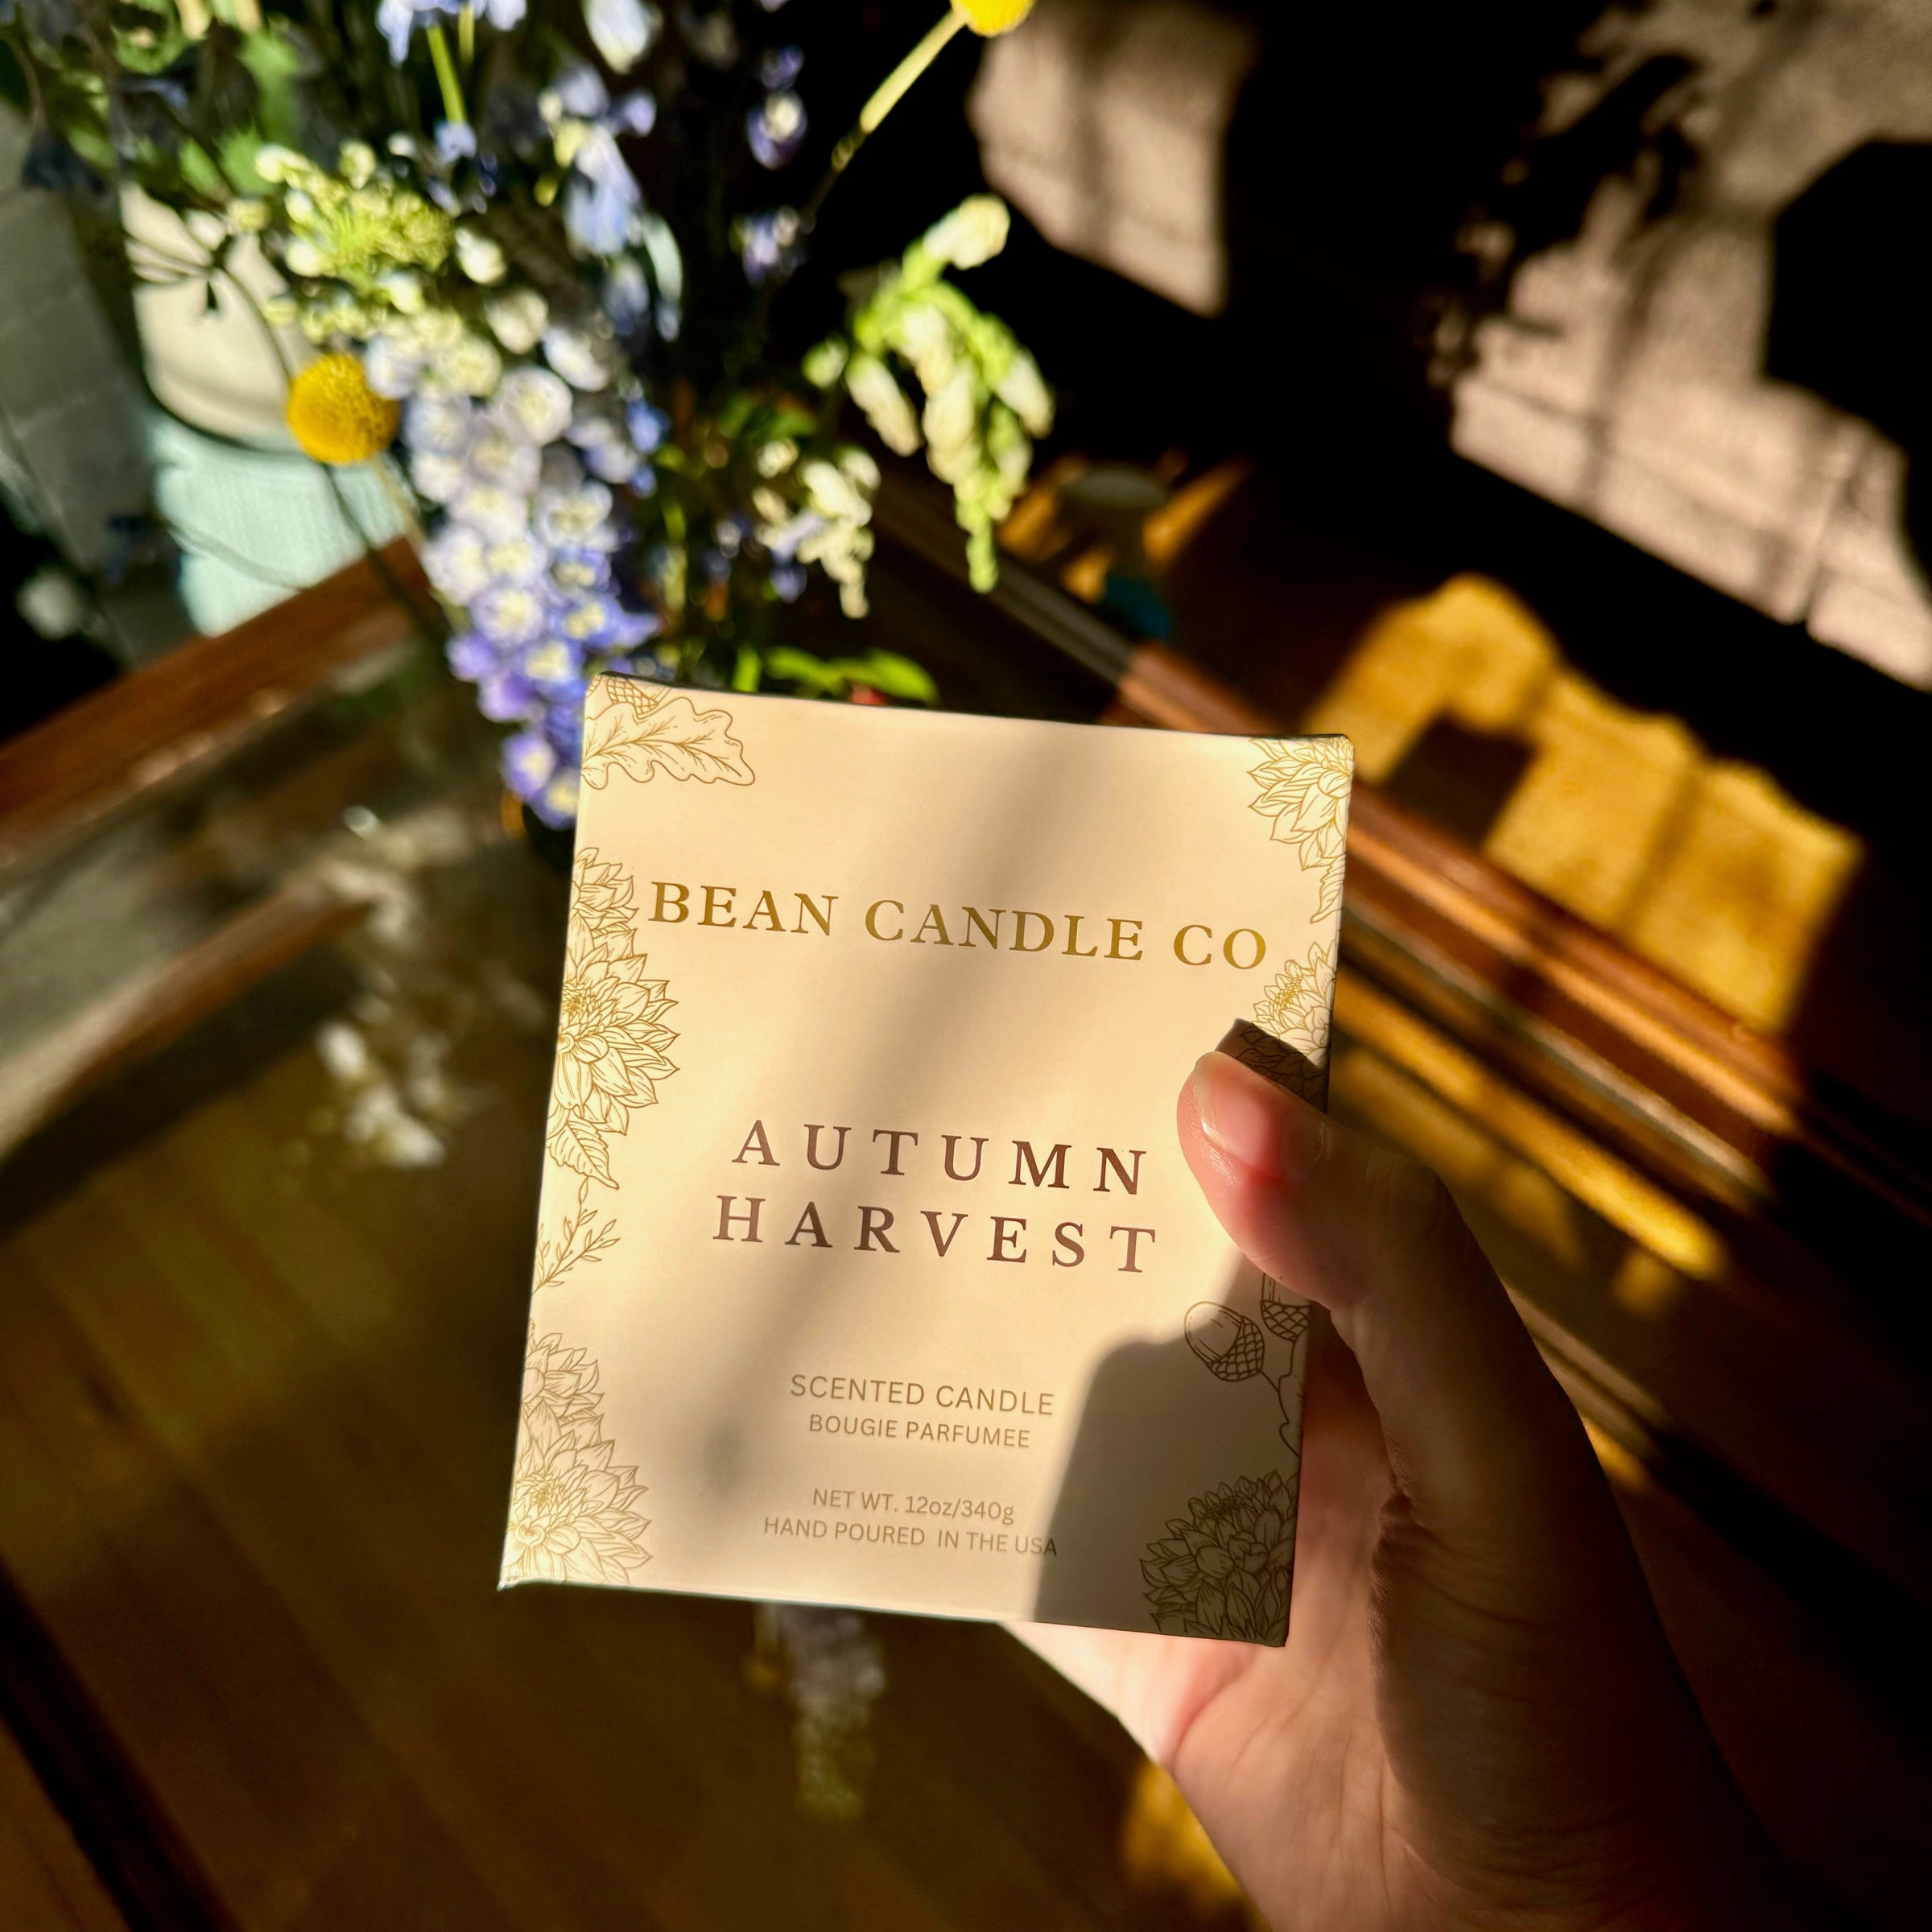 BEAN CANDLE CO
AUTUMN
HARVEST
SCENTED CANDLE
BOUGIE PARFUMEE
NET WT. 12oz/340g
HAND POURED IN THE USA